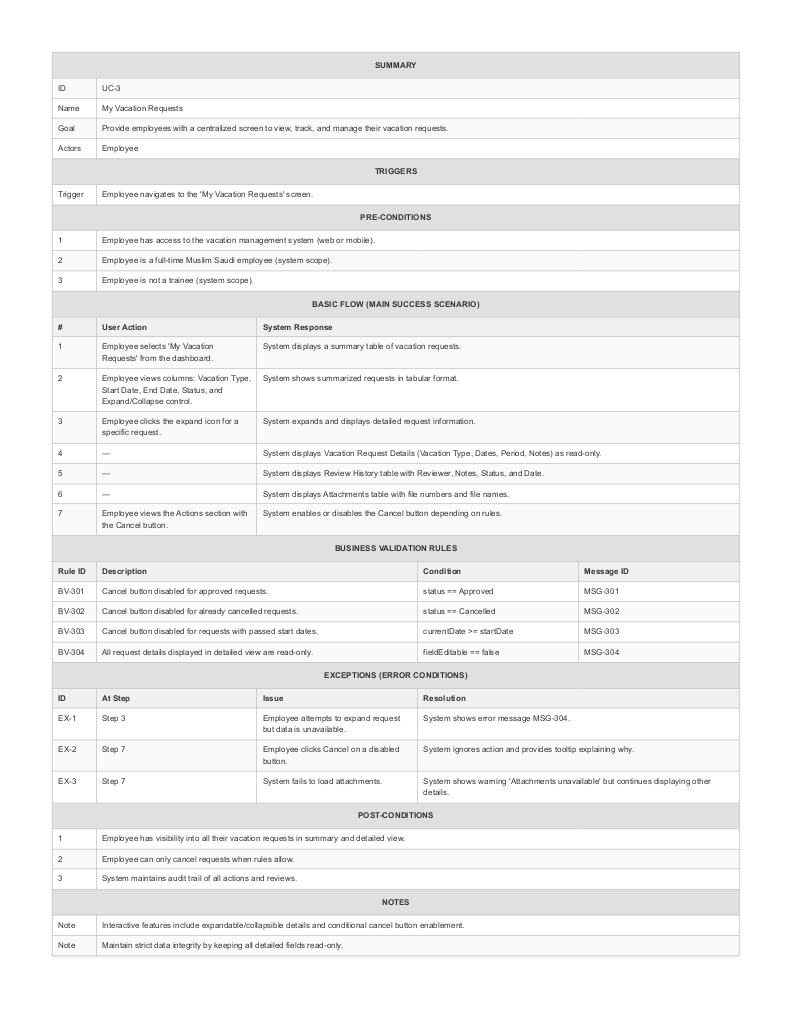 SUMMARY
ID UC-3
Name My Vacation Requests
Goal Provide employees with a centralized screen to view, track, and manage their vacation requests.
Actors Employee
TRIGGERS
Trigger Employee navigates to the 'My Vacation Requests' screen.
PRE-CONDITIONS
1 Employee has access to the vacation management system (web or mobile).
2 Employee is a full-time Muslim Saudi employee (system scope).
3 Employee is not a trainee (system scope).
BASIC FLOW (MAIN SUCCESS SCENARIO)
# User Action System Response
1 Employee selects 'My Vacation
Requests' from the dashboard.
System displays a summary table of vacation requests.
2 Employee views columns: Vacation Type,
Start Date, End Date, Status, and
Expand/Collapse control.
System shows summarized requests in tabular format.
3 Employee clicks the expand icon for a
specific request.
System expands and displays detailed request information.
4 — System displays Vacation Request Details (Vacation Type, Dates, Period, Notes) as read-only.
5 — System displays Review History table with Reviewer, Notes, Status, and Date.
6 — System displays Attachments table with file numbers and file names.
7 Employee views the Actions section with
the Cancel button.
System enables or disables the Cancel button depending on rules.
BUSINESS VALIDATION RULES
Rule ID Description Condition Message ID
BV-301 Cancel button disabled for approved requests. status == Approved MSG-301
BV-302 Cancel button disabled for already cancelled requests. status == Cancelled MSG-302
BV-303 Cancel button disabled for requests with passed start dates. currentDate >= startDate MSG-303
BV-304 All request details displayed in detailed view are read-only. fieldEditable == false MSG-304
EXCEPTIONS (ERROR CONDITIONS)
ID At Step Issue Resolution
EX-1 Step 3 Employee attempts to expand request
but data is unavailable.
System shows error message MSG-304.
EX-2 Step 7 Employee clicks Cancel on a disabled
button.
System ignores action and provides tooltip explaining why.
EX-3 Step 7 System fails to load attachments. System shows warning 'Attachments unavailable' but continues displaying other
details.
POST-CONDITIONS
1 Employee has visibility into all their vacation requests in summary and detailed view.
2 Employee can only cancel requests when rules allow.
3 System maintains audit trail of all actions and reviews.
NOTES
Note Interactive features include expandable/collapsible details and conditional cancel button enablement.
Note Maintain strict data integrity by keeping all detailed fields read-only.